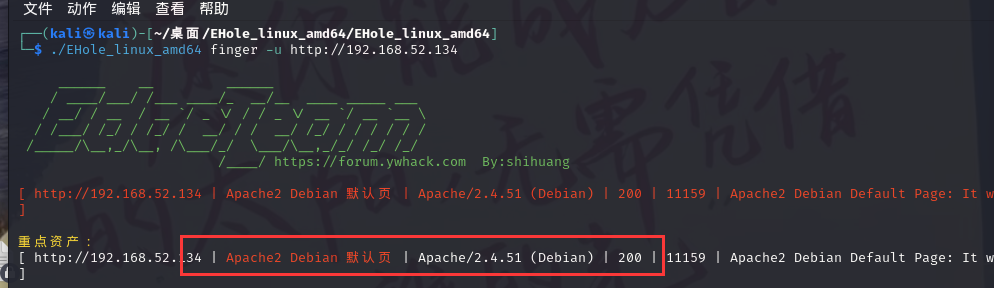 文件 动作 编辑 查看 帮助
┌──(kali㉿kali)-[~/桌面/EHole_linux_amd64/EHole_linux_amd64]
└─$ ./EHole_linux_amd64 finger -u http://192.168.52.134
EdgeTeam
https://forum.ywhack.com By:shihuang
[ http://192.168.52.134 | Apache2 Debian 默认页 | Apache/2.4.51 (Debian) | 200 | 11159 | Apache2 Debian Default Page: It w
]
重点资产：
[ http://192.168.52.134 | Apache2 Debian 默认页 | Apache/2.4.51 (Debian) | 200 | 11159 | Apache2 Debian Default Page: It w
]